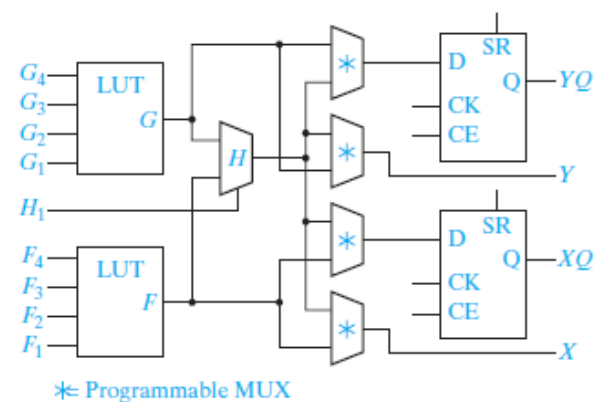 SR
G₄ LUT D
G₃ Q YQ
G₂ G CK
G₁ H CE
Y
H₁
SR
F₄ LUT D
F₃ Q XQ
F₂ F CK
F₁ CE
X
*= Programmable MUX